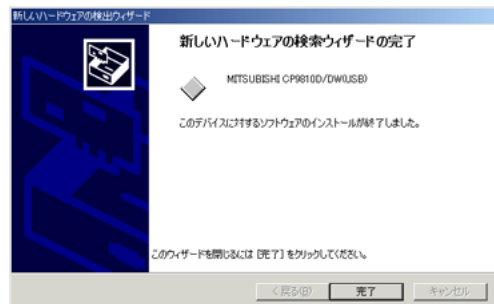 新しいハードウェアの検出ウィザード
新しいハードウェアの検索ウィザードの完了
MITSUBISHI CP9810D/DW(USB)
このデバイスに対するソフトウェアのインストールが終了しました。
このウィザードを閉じるには [完了] をクリックしてください。
< 戻る(B) 完了 キャンセル